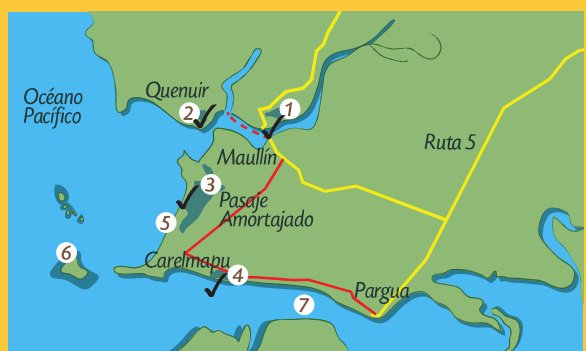 Quenuir
1
2
Océano
Pacífico
Ruta 5
Maullín
3
Pasaje
Amortajado
5
6
Carelmapu
4
Pargua
7